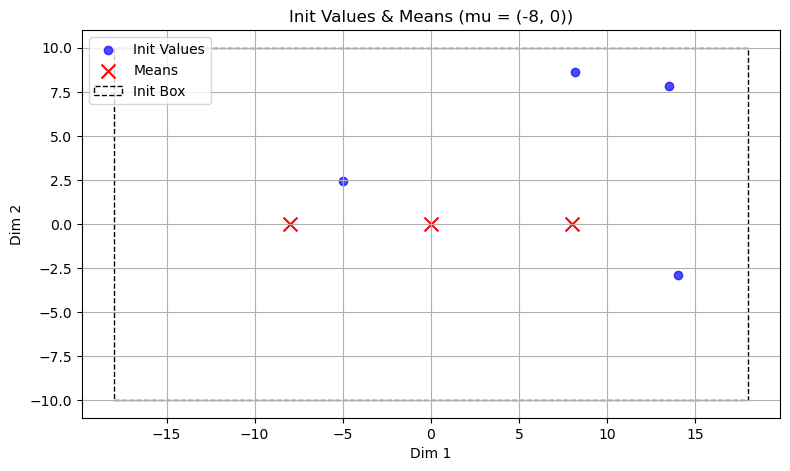 Init Values & Means (mu = (-8, 0))
Init Values
Means
Init Box
10.0
7.5
5.0
2.5
0.0
−2.5
−5.0
−7.5
−10.0
Dim 2
−15
−10
−5
0
5
10
15
Dim 1